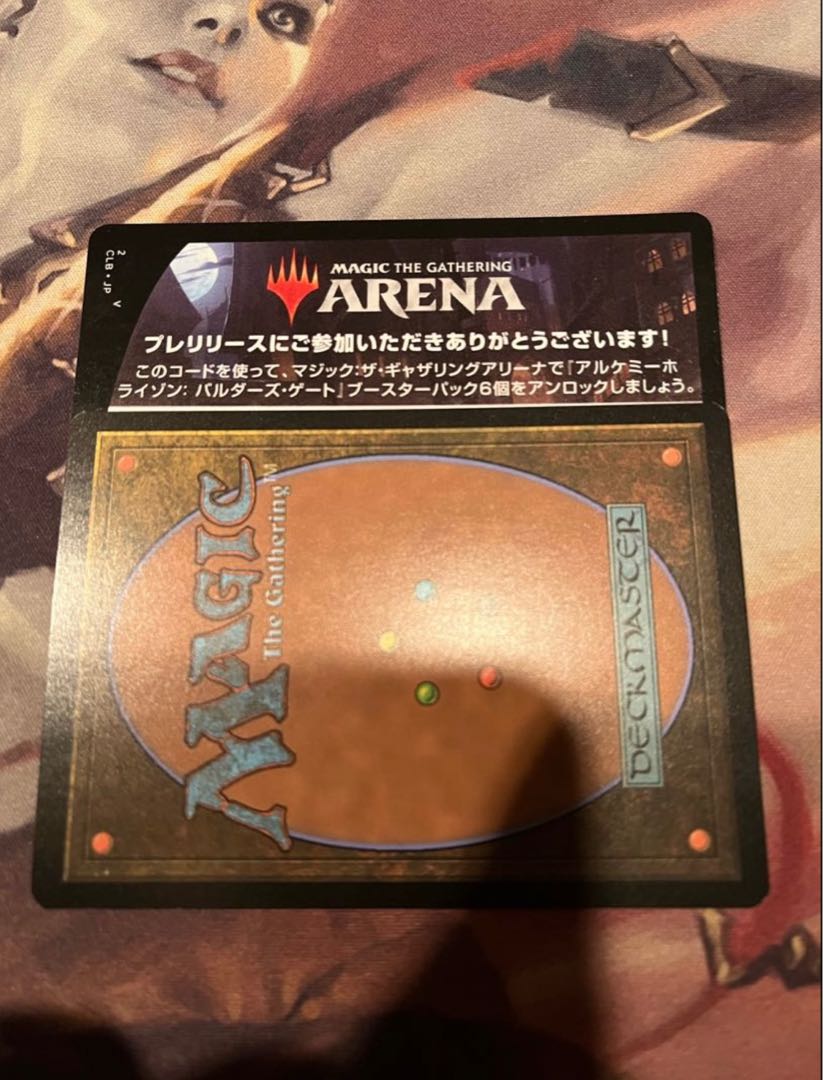 2
CLB・JP V
MAGIC THE GATHERING
ARENA
プレリリースにご参加いただきありがとうございます!
このコードを使って、マジック:ザ・ギャザリングアリーナで『アルケミーホ
ライゾン: バルダーズ・ゲート』ブースターパック6個をアンロックしましょう。
MAGIC
The Gathering™
DECKMASTER